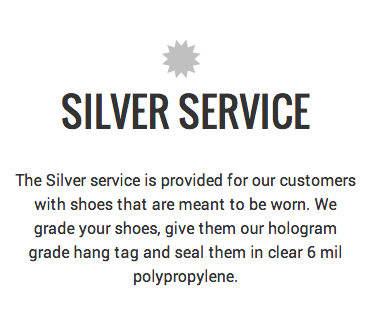 SILVER SERVICE
The Silver service is provided for our customers
with shoes that are meant to be worn. We
grade your shoes, give them our hologram
grade hang tag and seal them in clear 6 mil
polypropylene.